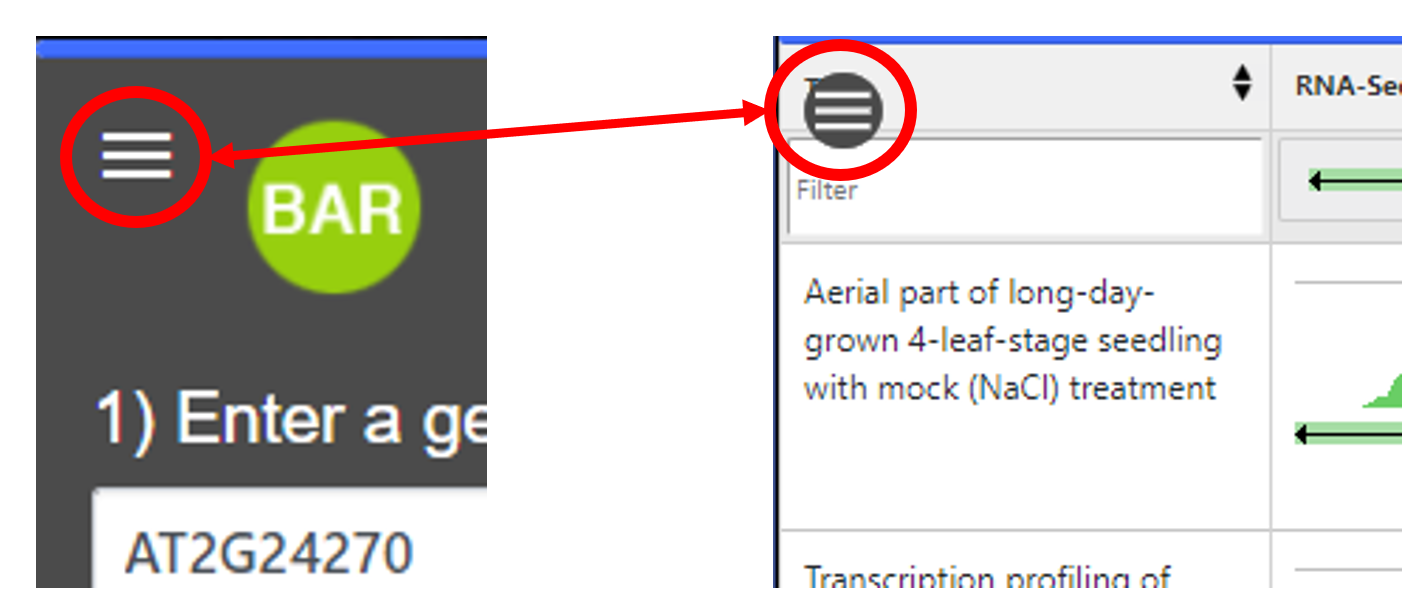 BAR
1) Enter a ge
AT2G24270
RNA-Se
Filter
Aerial part of long-day-
grown 4-leaf-stage seedling
with mock (NaCl) treatment
Transcription profiling of